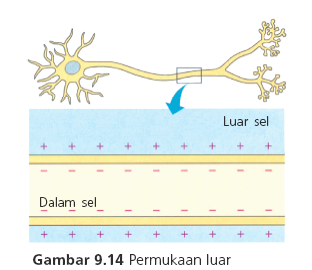 Luar sel
+ + + + + + + + +
− − − − − − − − −
Dalam sel
− − − − − − − − −
+ + + + + + + + +
Gambar 9.14 Permukaan luar